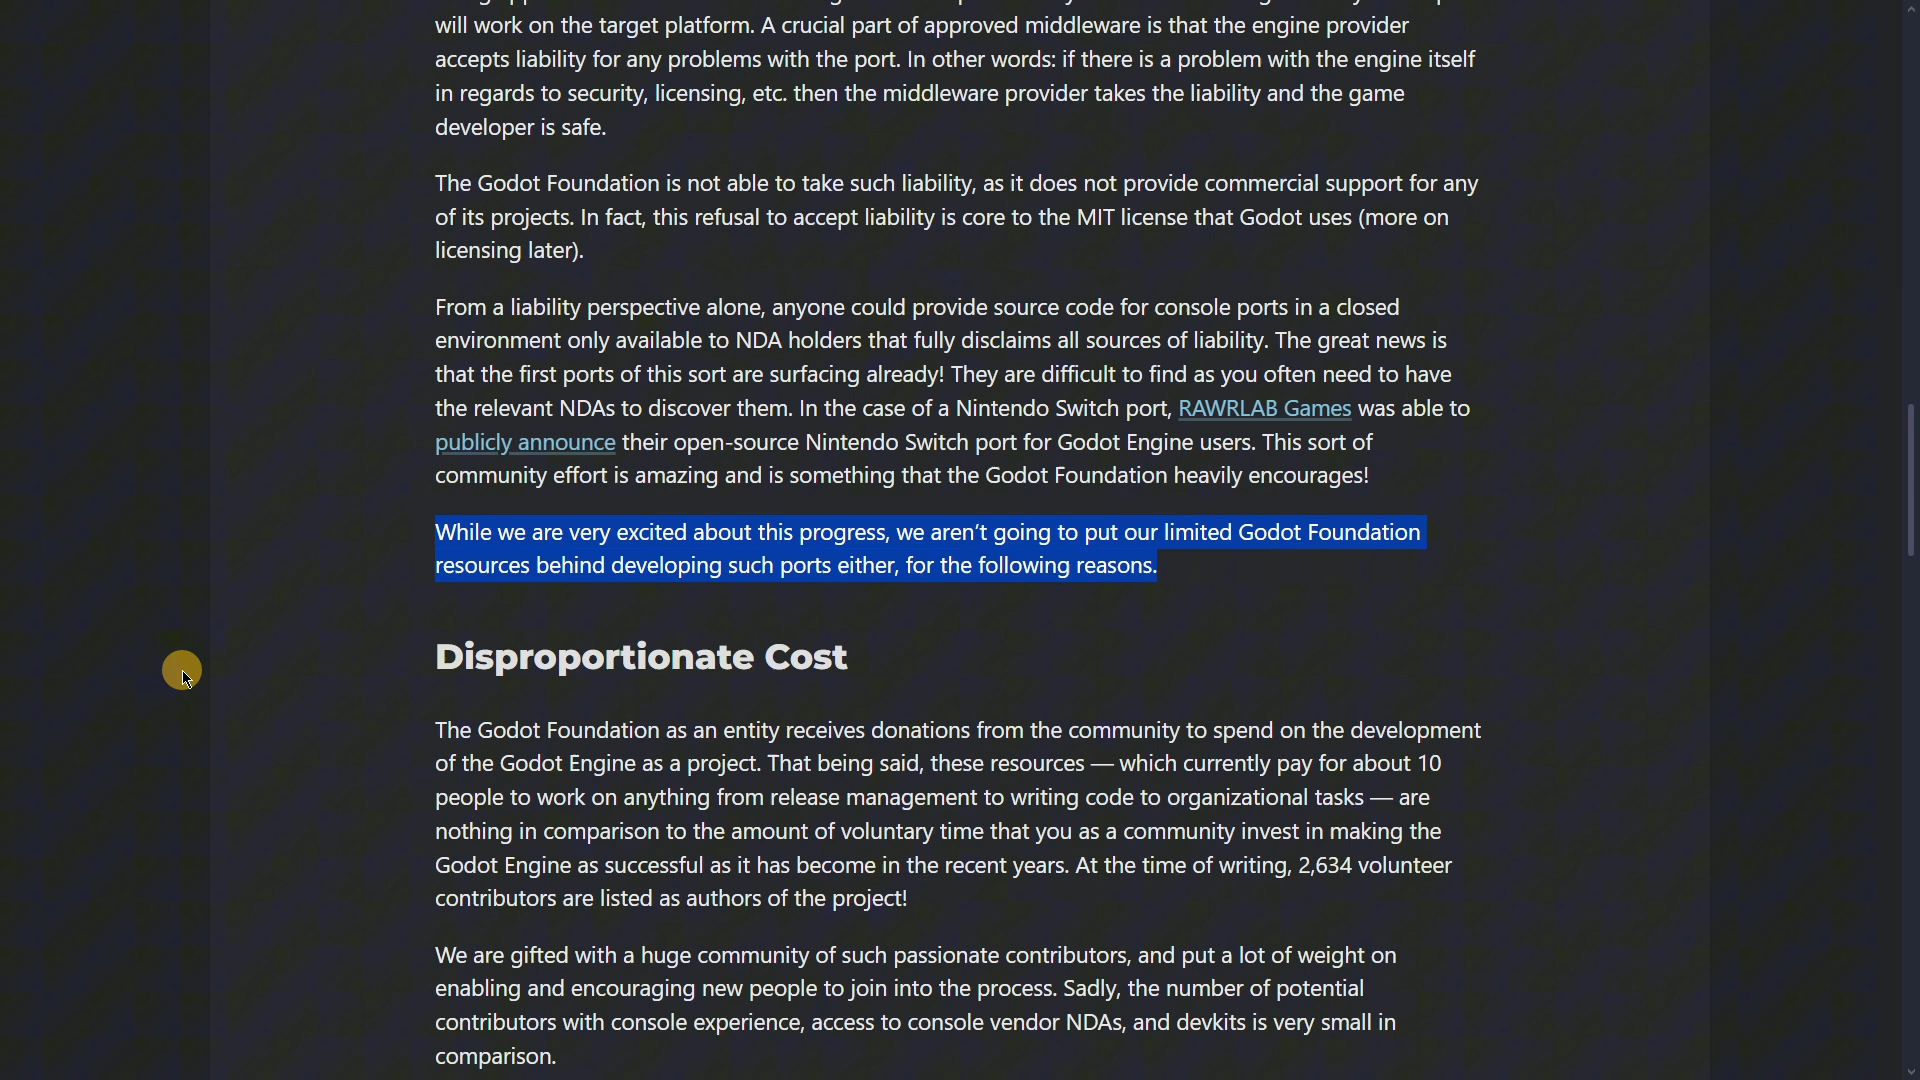 will work on the target platform. A crucial part of approved middleware is that the engine provider
accepts liability for any problems with the port. In other words: if there is a problem with the engine itself
in regards to security, licensing, etc. then the middleware provider takes the liability and the game
developer is safe.
The Godot Foundation is not able to take such liability, as it does not provide commercial support for any
of its projects. In fact, this refusal to accept liability is core to the MIT license that Godot uses (more on
licensing later).
From a liability perspective alone, anyone could provide source code for console ports in a closed
environment only available to NDA holders that fully disclaims all sources of liability. The great news is
that the first ports of this sort are surfacing already! They are difficult to find as you often need to have
the relevant NDAs to discover them. In the case of a Nintendo Switch port, RAWRLAB Games was able to
publicly announce their open-source Nintendo Switch port for Godot Engine users. This sort of
community effort is amazing and is something that the Godot Foundation heavily encourages!
While we are very excited about this progress, we aren’t going to put our limited Godot Foundation
resources behind developing such ports either, for the following reasons.
Disproportionate Cost
The Godot Foundation as an entity receives donations from the community to spend on the development
of the Godot Engine as a project. That being said, these resources — which currently pay for about 10
people to work on anything from release management to writing code to organizational tasks — are
nothing in comparison to the amount of voluntary time that you as a community invest in making the
Godot Engine as successful as it has become in the recent years. At the time of writing, 2,634 volunteer
contributors are listed as authors of the project!
We are gifted with a huge community of such passionate contributors, and put a lot of weight on
enabling and encouraging new people to join into the process. Sadly, the number of potential
contributors with console experience, access to console vendor NDAs, and devkits is very small in
comparison.